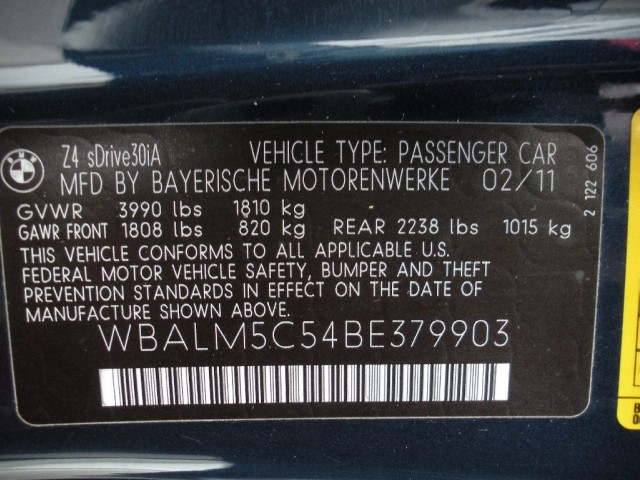 BMW
Z4 sDrive30iA VEHICLE TYPE: PASSENGER CAR
MFD BY BAYERISCHE MOTORENWERKE 02/11
GVWR 3990 lbs 1810 kg
GAWR FRONT 1808 lbs 820 kg REAR 2238 lbs 1015 kg
THIS VEHICLE CONFORMS TO ALL APPLICABLE U.S.
FEDERAL MOTOR VEHICLE SAFETY, BUMPER AND THEFT
PREVENTION STANDARDS IN EFFECT ON THE DATE OF
MANUFACTURE SHOWN ABOVE.
WBALM5C54BE379903
2 122 606